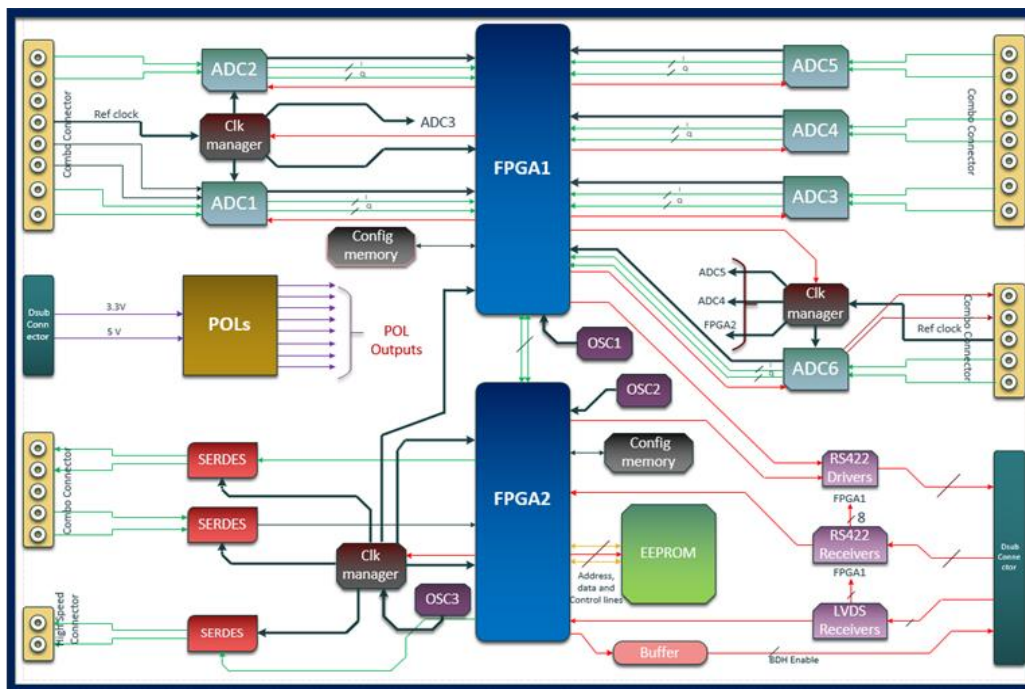 Combo Connector
ADC2
I
Q
Ref clock
Clk
manager
ADC3
ADC1
I
Q
FPGA1
Config
memory
I
Q
ADC5
I
Q
ADC4
I
Q
ADC3
Combo Connector
Dsub Conn
ector
3.3V
5 V
POLs
POL
Outputs
ADC5
ADC4
FPGA2
Clk
manager
Ref clock
ADC6
I
Q
Combo Connector
OSC1
OSC2
Config
memory
FPGA2
Combo Connector
SERDES
SERDES
Clk
manager
OSC3
High Speed
Connector
SERDES
EEPROM
Address,
data and
Control lines
RS422
Drivers
FPGA1
8
RS422
Receivers
FPGA1
LVDS
Receivers
Dsub Conne
ctor
Buffer
BDH Enable